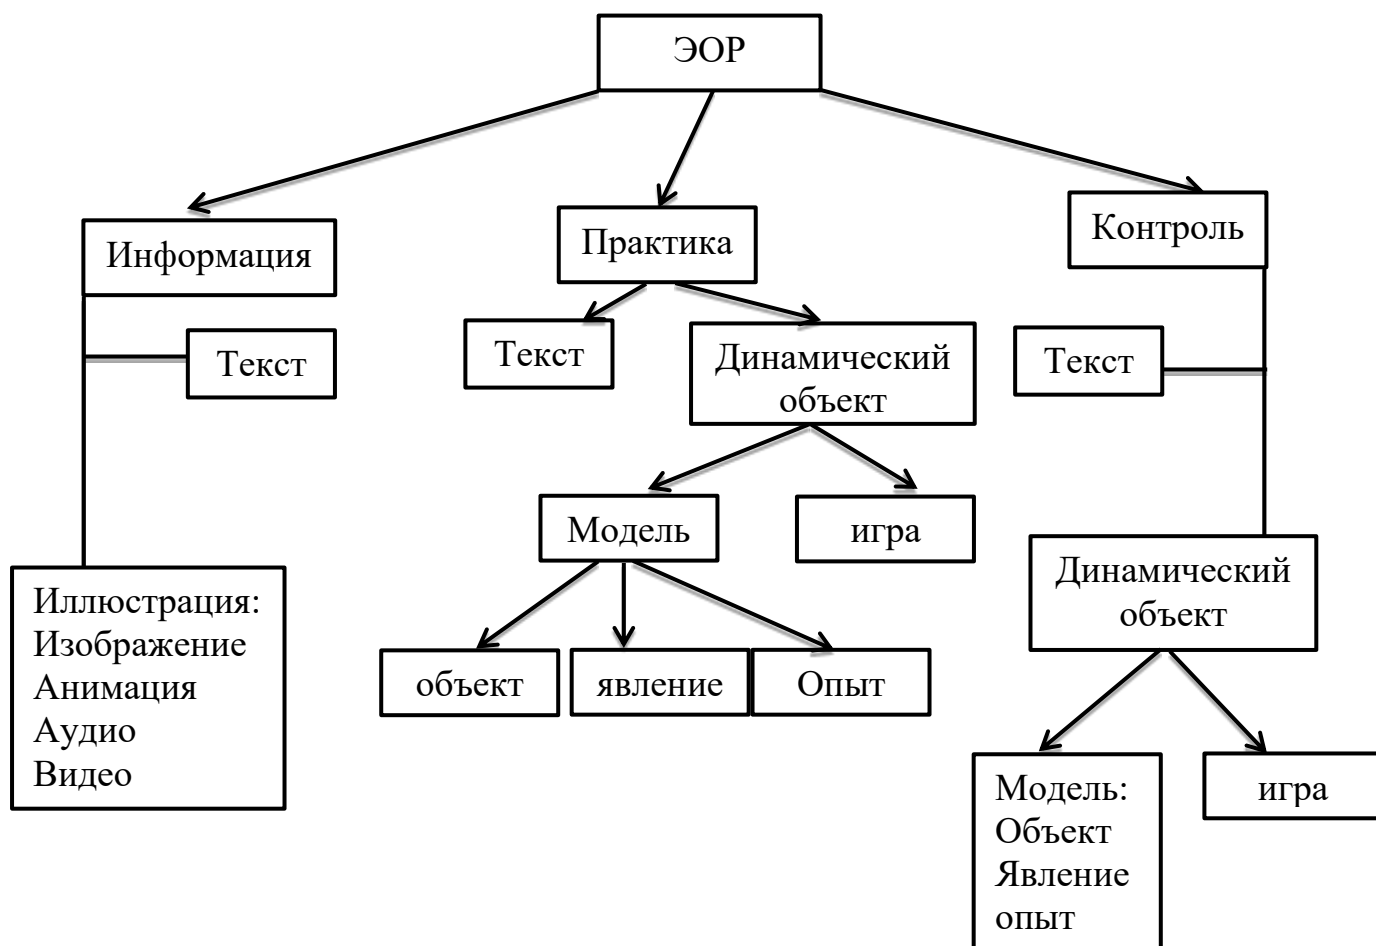 ЭОР
Информация
Практика
Контроль
Текст
Текст
Динамический
объект
Текст
Модель
игра
Динамический
объект
Иллюстрация:
Изображение
Анимация
Аудио
Видео
объект
явление
Опыт
Модель:
Объект
Явление
опыт
игра